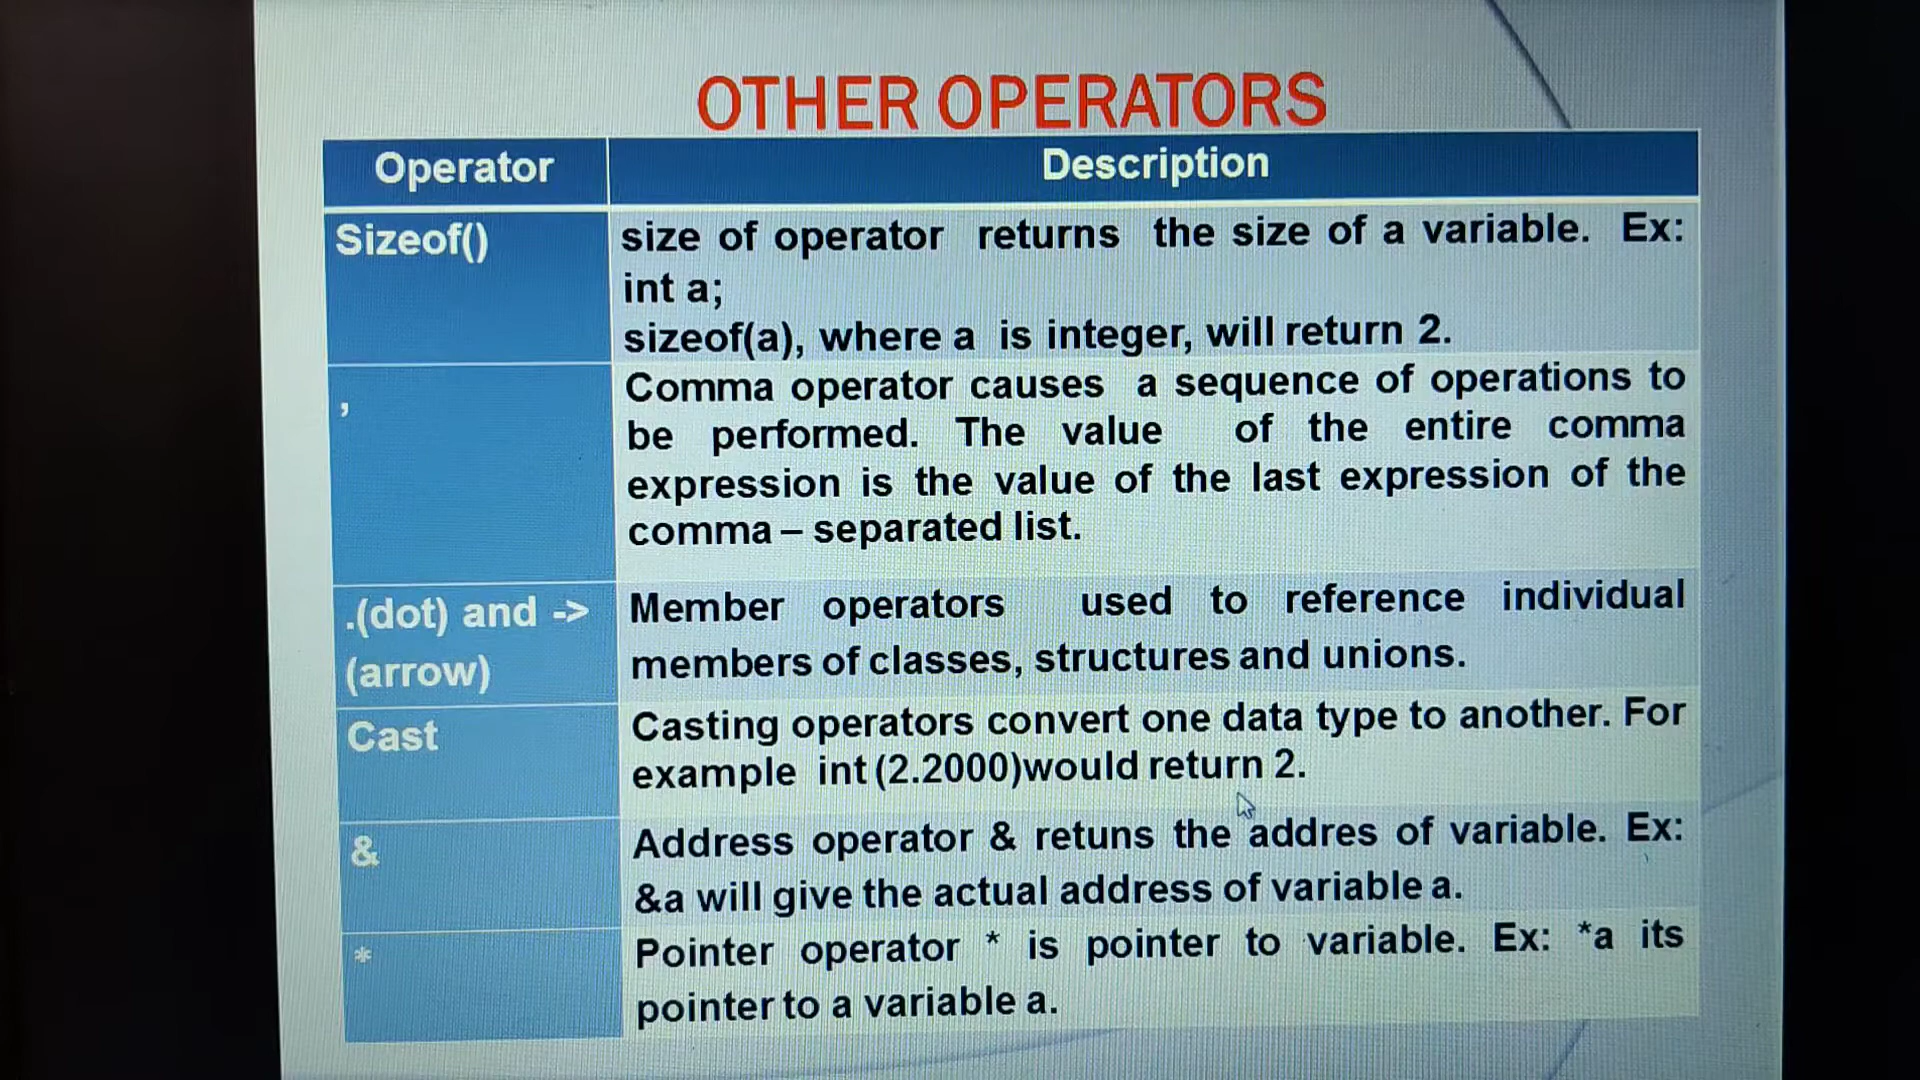 OTHER OPERATORS
Operator
Description
Sizeof()
size of operator returns the size of a variable. Ex:
int a;
sizeof(a), where a is integer, will return 2.
,
Comma operator causes a sequence of operations to
be performed. The value of the entire comma
expression is the value of the last expression of the
comma – separated list.
.(dot) and ->
(arrow)
Member operators used to reference individual
members of classes, structures and unions.
Cast
Casting operators convert one data type to another. For
example int (2.2000)would return 2.
&
Address operator & retuns the addres of variable. Ex:
&a will give the actual address of variable a.
*
Pointer operator * is pointer to variable. Ex: *a its
pointer to a variable a.